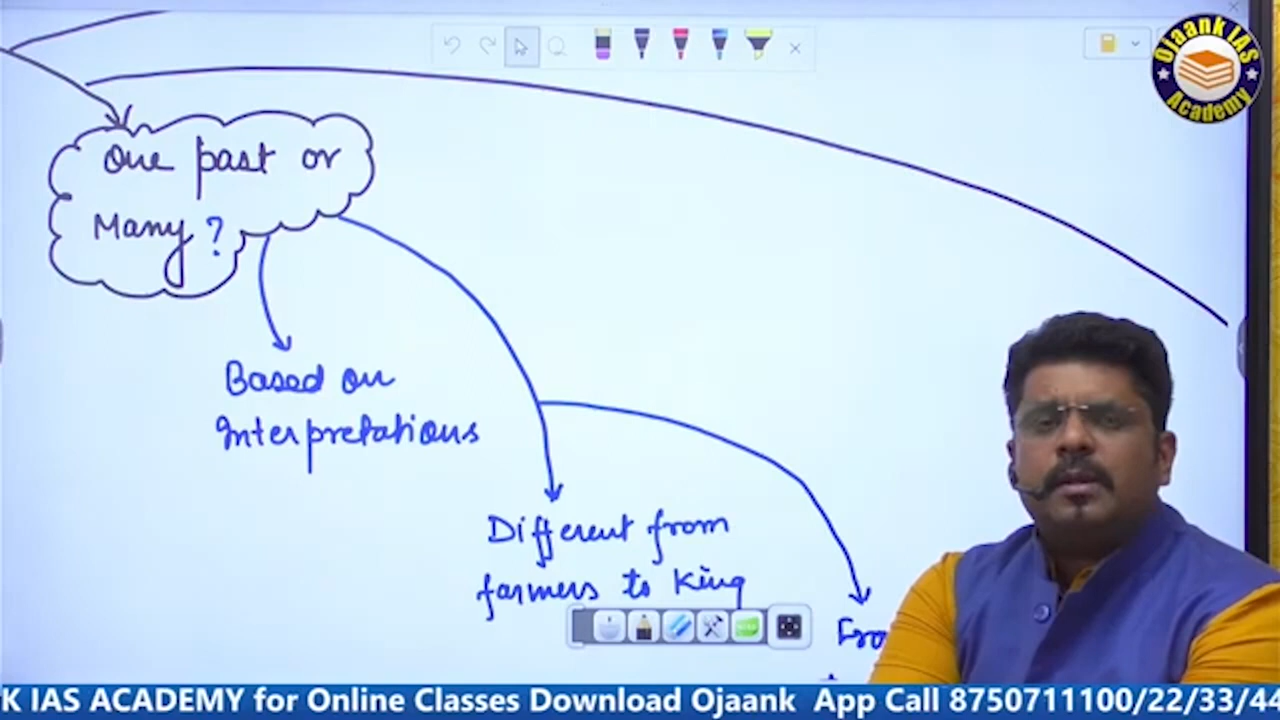 Ojaank IAS
Academy
One past or
Many?
Based on
Interpretations
Different from
farmers to King
K IAS ACADEMY for Online Classes Download Ojaank App Call 8750711100/22/33/44